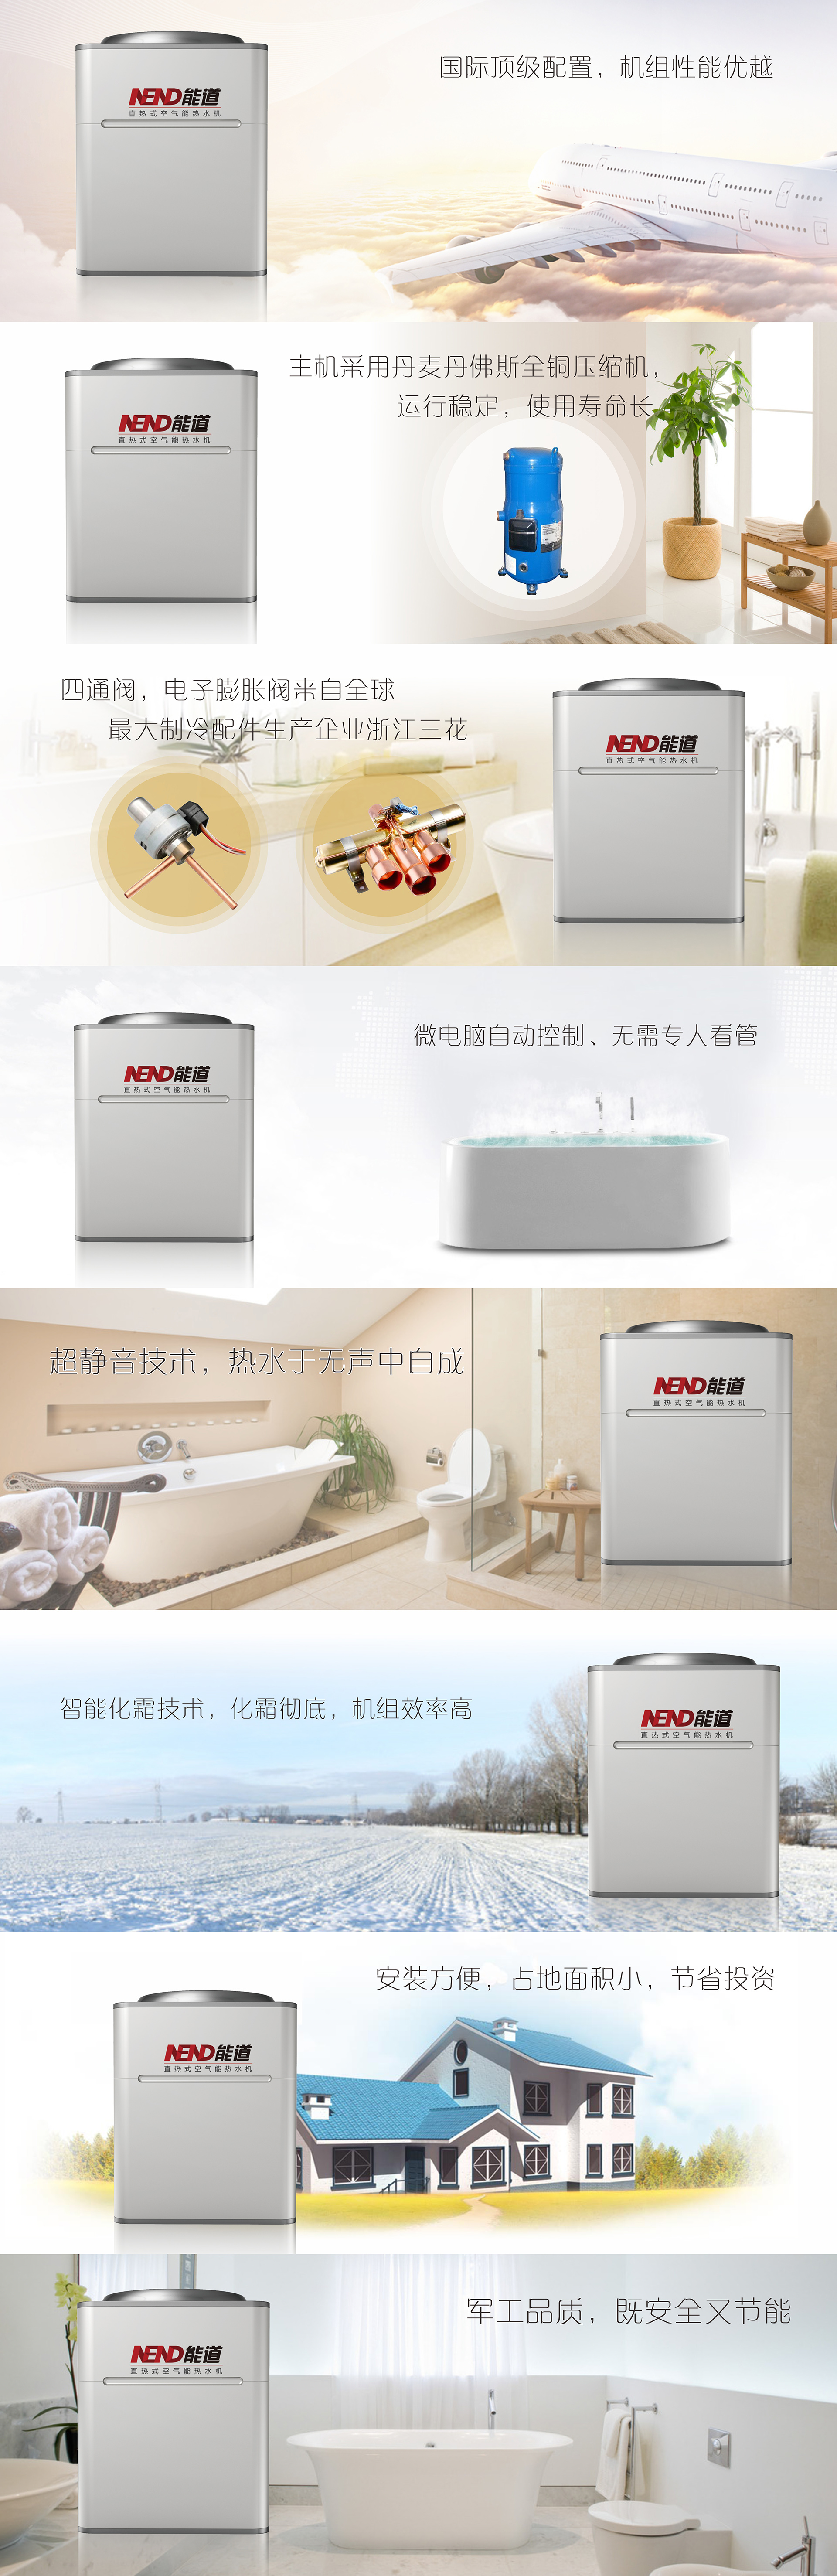 国际顶级配置，机组性能优越
NEND能道
直热式空气能热水机
主机采用丹麦丹佛斯全铜压缩机，
运行稳定，使用寿命长
NEND能道
直热式空气能热水机
四通阀，电子膨胀阀来自全球
最大制冷配件生产企业浙江三花
NEND能道
直热式空气能热水机
微电脑自动控制、无需专人看管
NEND能道
直热式空气能热水机
超静音技术，热水于无声中自成
NEND能道
直热式空气能热水机
智能化霜技术，化霜彻底，机组效率高
NEND能道
直热式空气能热水机
安装方便，占地面积小，节省投资
NEND能道
直热式空气能热水机
军工品质，既安全又节能
NEND能道
直热式空气能热水机